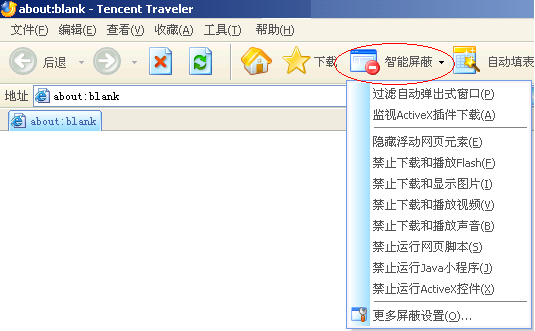 about:blank - Tencent Traveler
文件(F) 编辑(E) 查看(V) 收藏(A) 工具(T) 帮助(H)
后退 下载 智能屏蔽 自动填表
地址 about:blank
about:blank
过滤自动弹出式窗口(P)
监视ActiveX插件下载(A)
隐藏浮动网页元素(E)
禁止下载和播放Flash(F)
禁止下载和显示图片(I)
禁止下载和播放视频(V)
禁止下载和播放声音(B)
禁止运行网页脚本(S)
禁止运行Java小程序(J)
禁止运行ActiveX控件(X)
更多屏蔽设置(O)...